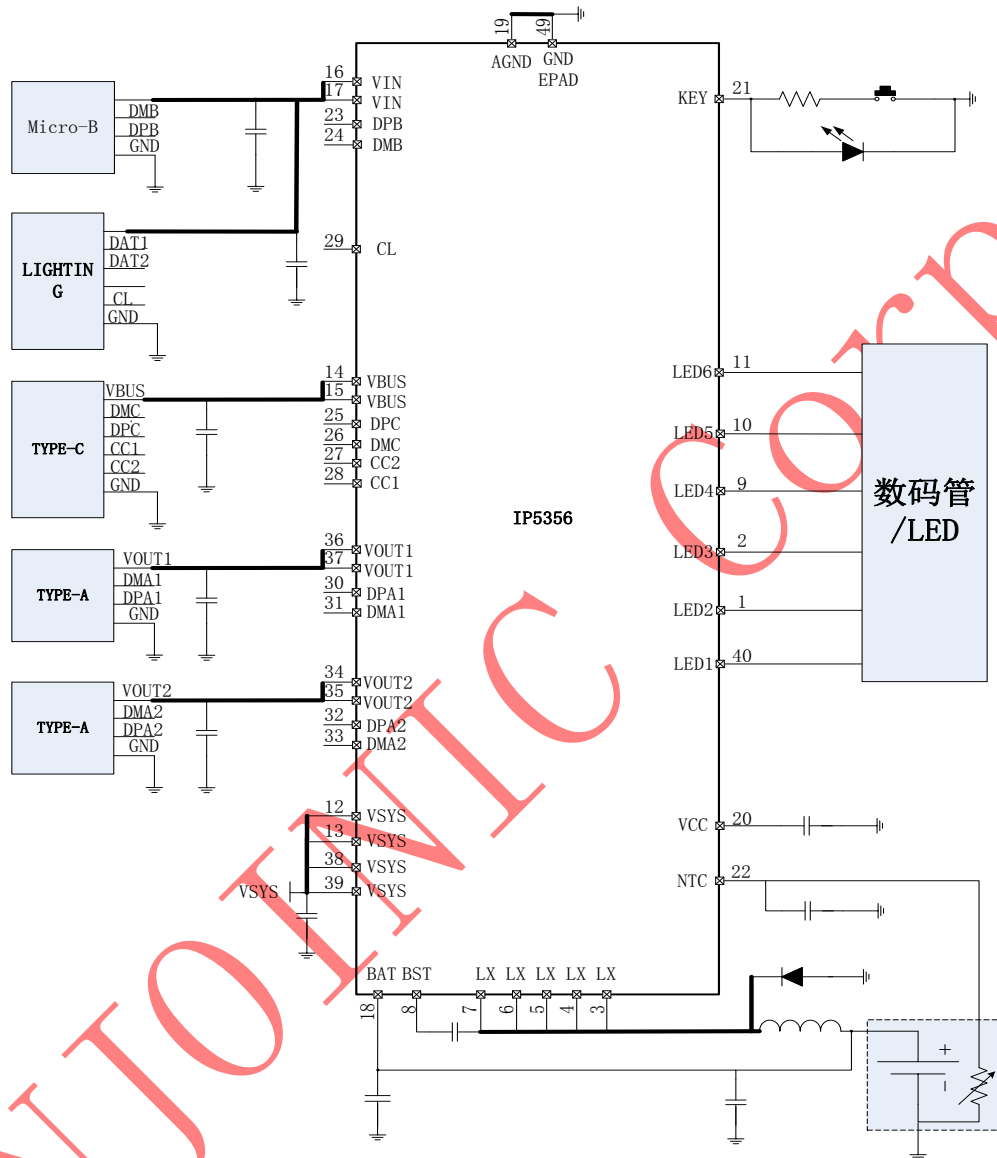 19
49
AGND
GND
EPAD
Micro-B
DMB
DPB
GND
16
VIN
17
VIN
23
DPB
24
DMB
29
CL
LIGHTIN
G
DAT1
DAT2
CL
GND
TYPE-C
VBUS
DMC
DPC
CC1
CC2
GND
14
VBUS
15
VBUS
25
DPC
26
DMC
27
CC2
28
CC1
IP5356
TYPE-A
VOUT1
DMA1
DPA1
GND
36
VOUT1
37
VOUT1
30
DPA1
31
DMA1
TYPE-A
VOUT2
DMA2
DPA2
GND
34
VOUT2
35
VOUT2
32
DPA2
33
DMA2
12
VSYS
13
VSYS
38
VSYS
VSYS
39
VSYS
KEY
21
LED6
11
LED5
10
LED4
9
LED3
2
LED2
1
LED1
40
数码管
/LED
VCC
20
NTC
22
BAT
BST
LX
LX
LX
LX
LX
18
8
7
6
5
4
3
+
-
NJOINIC Corp